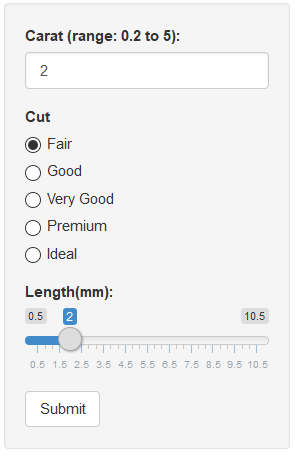 Carat (range: 0.2 to 5):
2
Cut
Fair
Good
Very Good
Premium
Ideal
Length(mm):
0.5 2 10.5
0.5 1.5 2.5 3.5 4.5 5.5 6.5 7.5 8.5 9.5 10.5
Submit